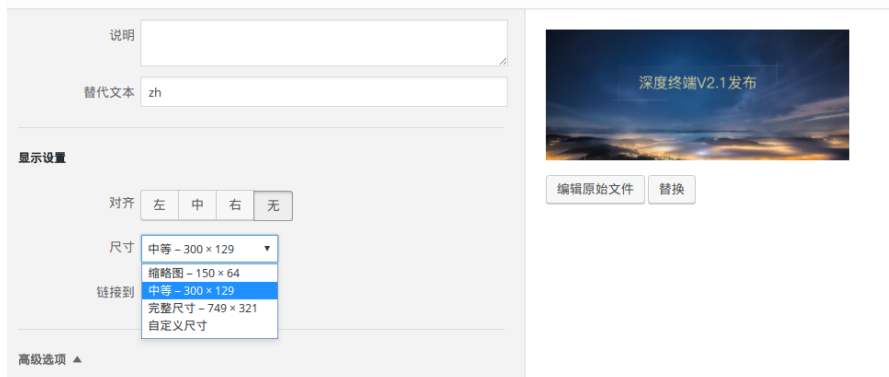 说明
替代文本 zh
显示设置
对齐 左 中 右 无
尺寸 中等 – 300 × 129
缩略图 – 150 × 64
中等 – 300 × 129
链接到
完整尺寸 – 749 × 321
自定义尺寸
高级选项
深度终端V2.1发布
编辑原始文件 替换